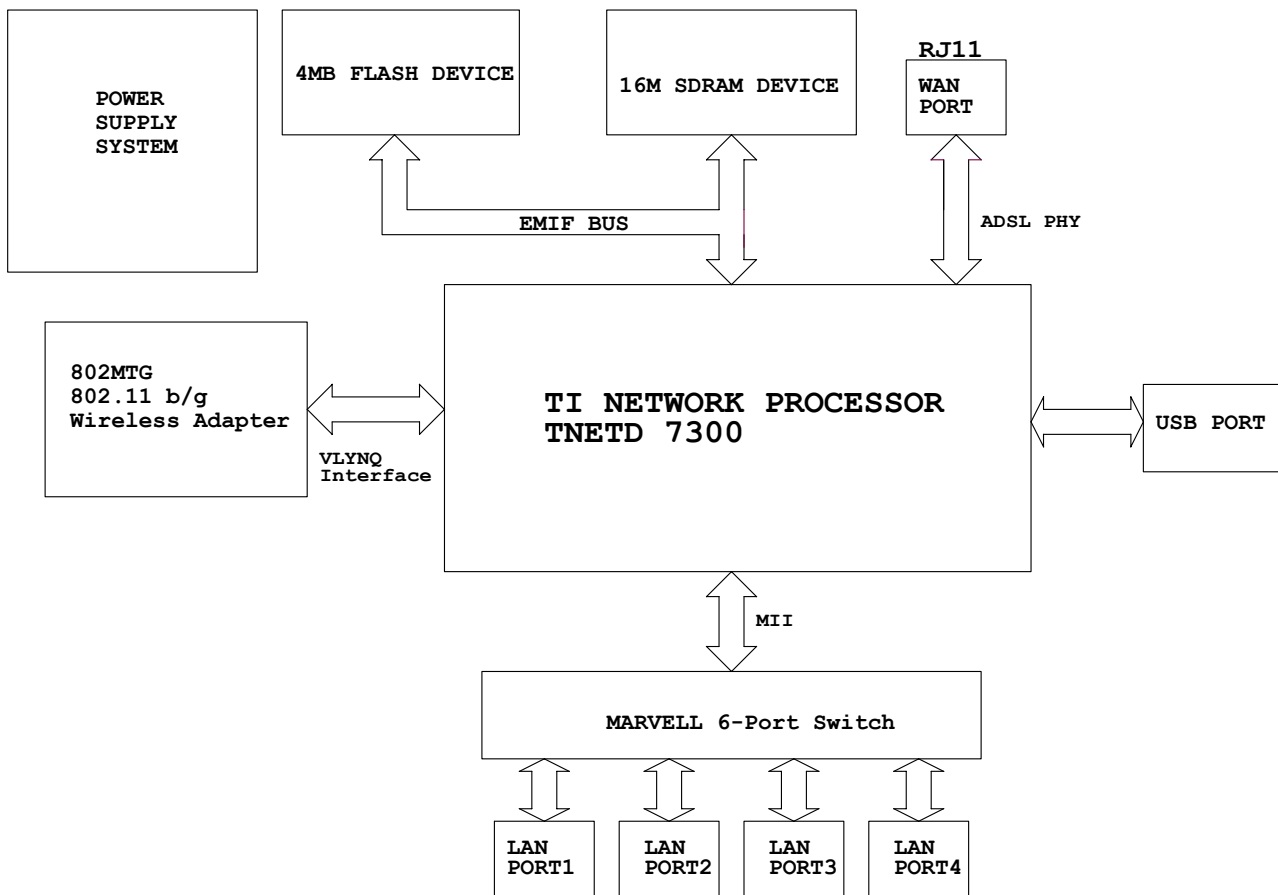 POWER
SUPPLY
SYSTEM
4MB FLASH DEVICE
16M SDRAM DEVICE
RJ11
WAN
PORT
EMIF BUS
ADSL PHY
802MTG
802.11 b/g
Wireless Adapter
VLYNQ
Interface
TI NETWORK PROCESSOR
TNETD 7300
USB PORT
MII
MARVELL 6-Port Switch
LAN
PORT1
LAN
PORT2
LAN
PORT3
LAN
PORT4